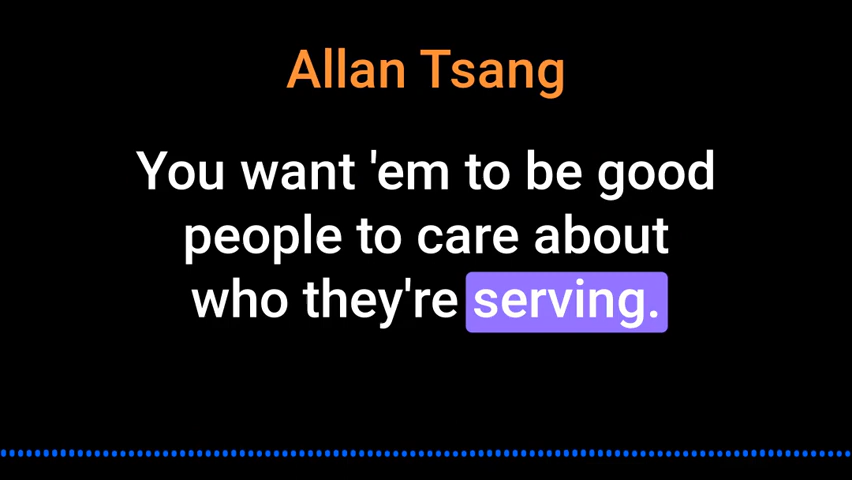 Allan Tsang
You want 'em to be good
people to care about
who they're serving.